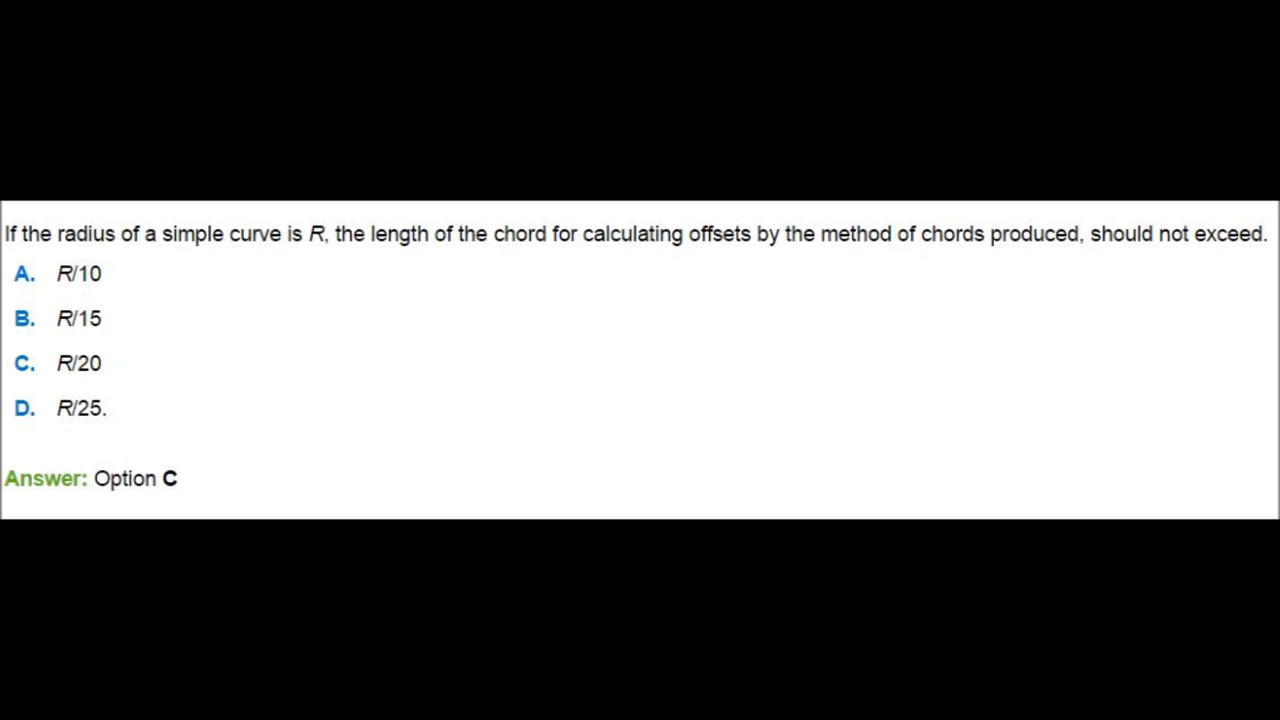 If the radius of a simple curve is R, the length of the chord for calculating offsets by the method of chords produced, should not exceed.
A. R/10
B. R/15
C. R/20
D. R/25.
Answer: Option C